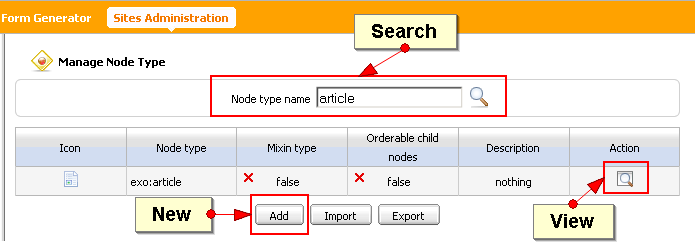 Form Generator Sites Administration
Search
Manage Node Type
Node type name article
Icon Node type Mixin type Orderable child nodes Description Action
exo:article false false nothing
New Add Import Export View